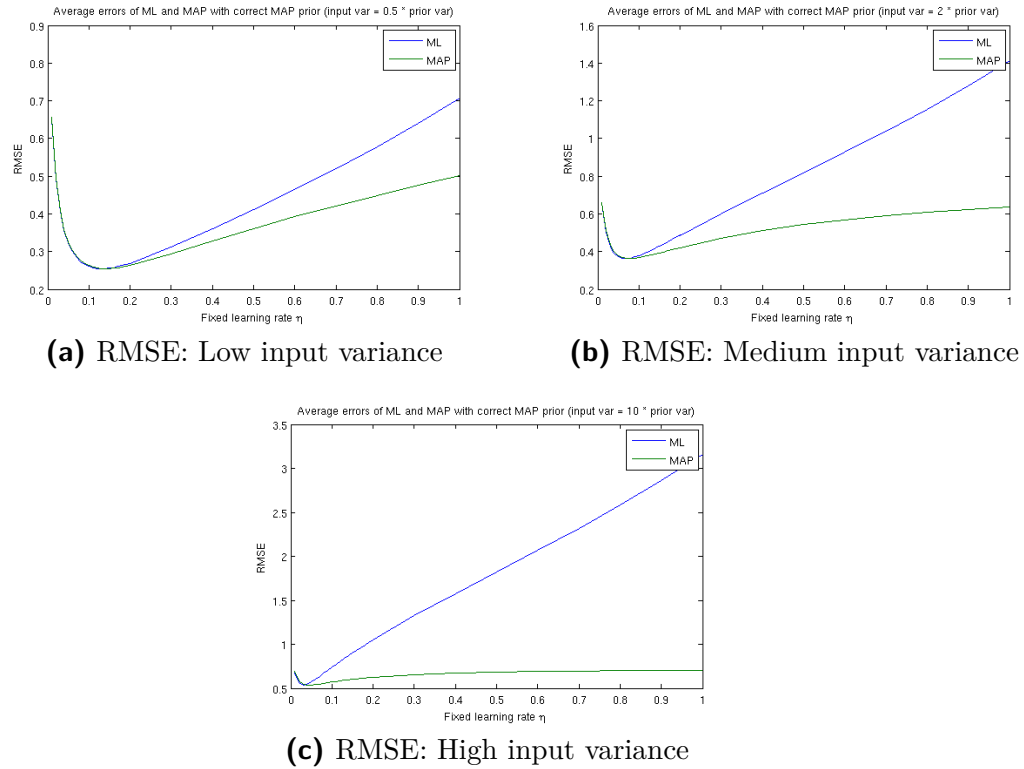 Average errors of ML and MAP with correct MAP prior (input var = 0.5 * prior var)
0.9
0.8
0.7
0.6
0.5
0.4
0.3
0.2
RMSE
ML
MAP
0 0.1 0.2 0.3 0.4 0.5 0.6 0.7 0.8 0.9 1
Fixed learning rate η
(a) RMSE: Low input variance
Average errors of ML and MAP with correct MAP prior (input var = 2 * prior var)
1.6
1.4
1.2
1
0.8
0.6
0.4
0.2
RMSE
ML
MAP
0 0.1 0.2 0.3 0.4 0.5 0.6 0.7 0.8 0.9 1
Fixed learning rate η
(b) RMSE: Medium input variance
Average errors of ML and MAP with correct MAP prior (input var = 10 * prior var)
3.5
3
2.5
2
1.5
1
0.5
RMSE
ML
MAP
0 0.1 0.2 0.3 0.4 0.5 0.6 0.7 0.8 0.9 1
Fixed learning rate η
(c) RMSE: High input variance